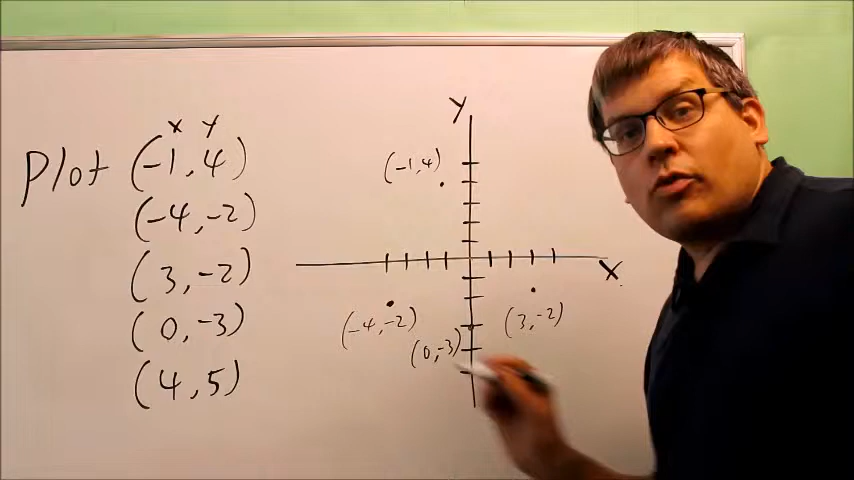 x y
Plot (-1,4)
(-4,-2)
(3,-2)
(0,-3)
(4,5)
Y
(-1,4)
X
(-4,-2)
(3,-2)
(0,-3)